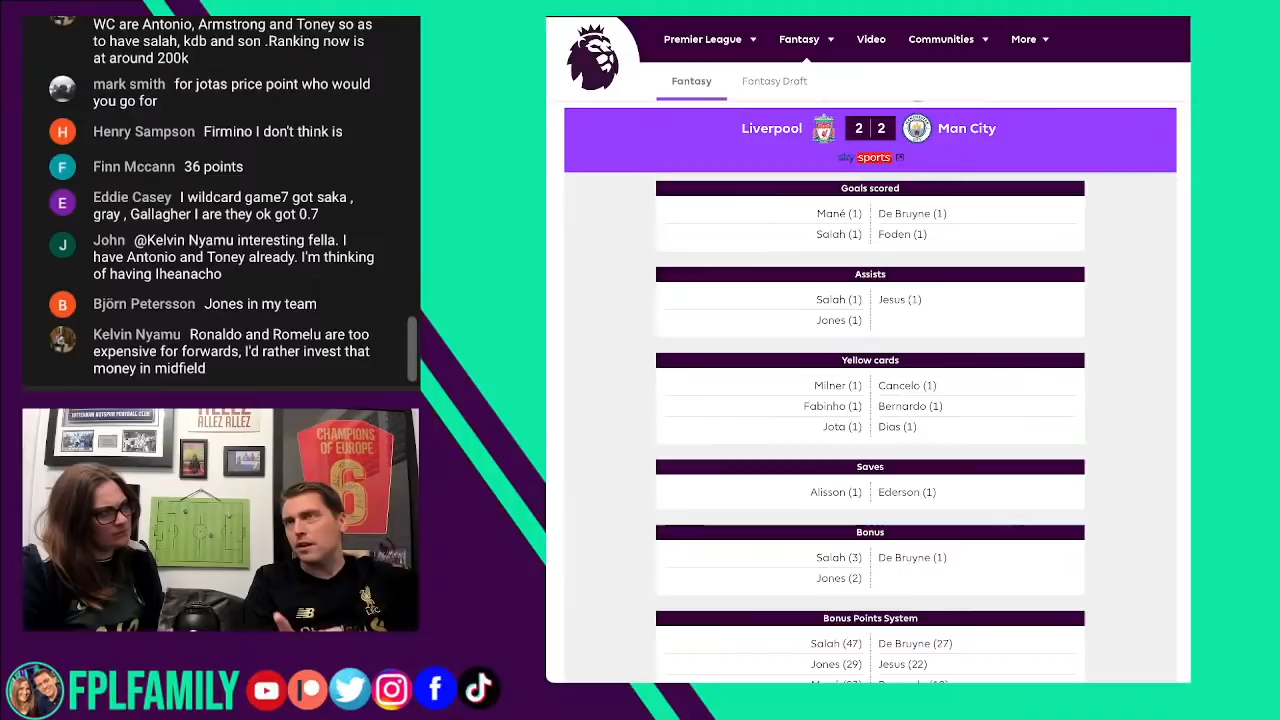 WC are Antonio, Armstrong and Toney so as
to have salah, kdb and son .Ranking now is
at around 200k
mark smith for jotas price point who would
you go for
H Henry Sampson Firmino I don't think is
F Finn Mccann 36 points
E Eddie Casey I wildcard game7 got saka ,
gray , Gallagher I are they ok got 0.7
J John @Kelvin Nyamu interesting fella. I
have Antonio and Toney already. I'm thinking
of having Iheanacho
B Björn Petersson Jones in my team
Kelvin Nyamu Ronaldo and Romelu are too
expensive for forwards, I'd rather invest that
money in midfield
TOTTENHAM HOTSPUR FOOTBALL CLUB
ALLEZ ALLEZ
CHAMPIONS
OF EUROPE
6
NB
FPLFAMILY
Premier League Fantasy Video Communities More
Fantasy Fantasy Draft
Liverpool 2 2 Man City
sky sports
Goals scored
Mané (1) De Bruyne (1)
Salah (1) Foden (1)
Assists
Salah (1) Jesus (1)
Jones (1)
Yellow cards
Milner (1) Cancelo (1)
Fabinho (1) Bernardo (1)
Jota (1) Dias (1)
Saves
Alisson (1) Ederson (1)
Bonus
Salah (3) De Bruyne (1)
Jones (2)
Bonus Points System
Salah (47) De Bruyne (27)
Jones (29) Jesus (22)